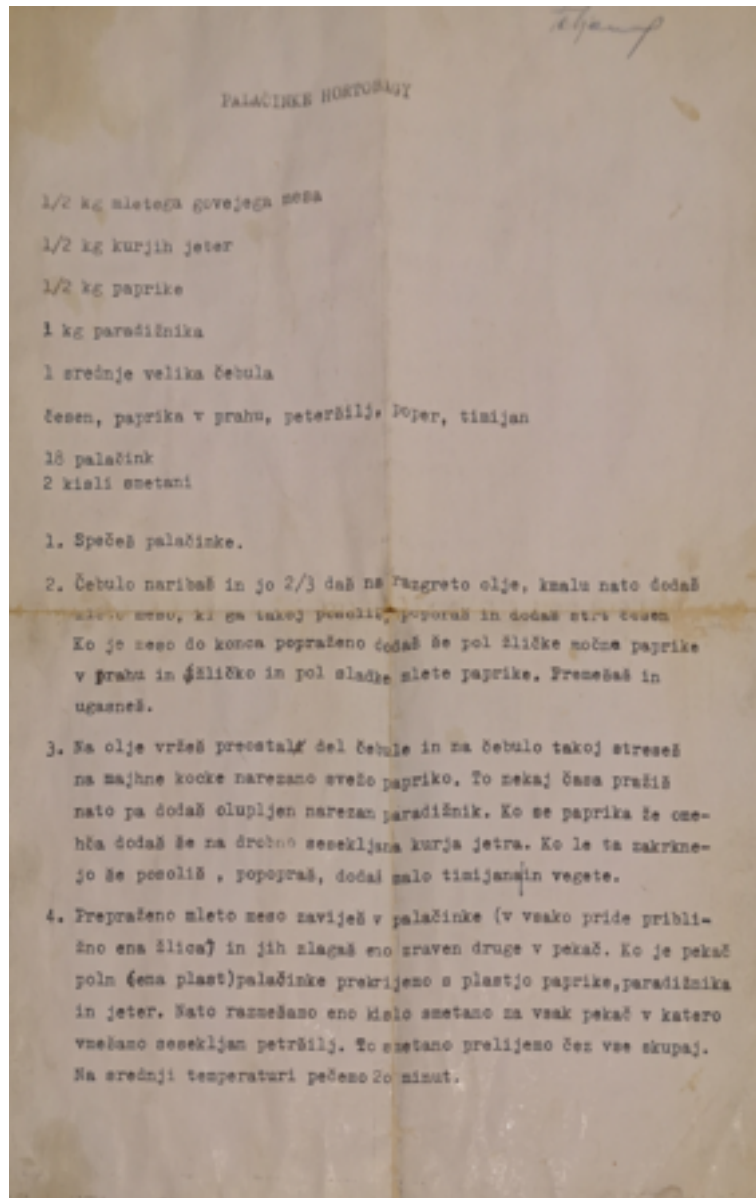 PALAČINKE HORTOBAGY
1/2 kg mletega govejega mesa
1/2 kg kurjih jeter
1/2 kg paprike
1 kg paradižnika
1 srednje velika čebula
česen, paprika v prahu, peteršilj, poper, timijan
18 palačink
2 kisli smetani
1. Spečeš palačinke.
2. Čebulo naribaš in jo 2/3 daš na razgreto olje, kmalu nato dodaš
mleto meso, ki ga takoj posoliš, poporaš in dodaš strt česen
Ko je meso do konca popraženo dodaš še pol žličke močne paprike
v prahu in žličko in pol sladke mlete paprike. Premešaš in
ugasneš.
3. Na olje vržeš preostal del čebule in na čebulo takoj streseš
na majhne kocke narezano svežo papriko. To nekaj časa pražiš
nato pa dodaš olupljen narezan paradižnik. Ko se paprika že ome-
hča dodaš še na drobno sesekljana kurja jetra. Ko le ta zakrkne-
jo še posoliš , popopraš, dodaš malo timijana in vegete.
4. Prepraženo mleto meso zaviješ v palačinke (v vsako pride pribli-
žno ena žlica) in jih zlagaš eno zraven druge v pekač. Ko je pekač
poln (ena plast)palačinke prekrijemo s plastjo paprike,paradižnika
in jeter. Nato razmešamo eno kislo smetano za vsak pekač v katero
vmešamo sesekljan petršilj. To smetano prelijemo čez vse skupaj.
Na srednji temperaturi pečemo 2o minut.